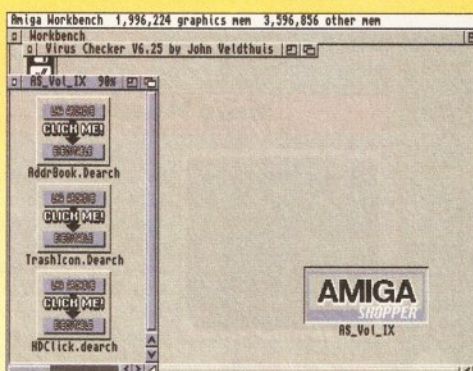 Amiga Workbench 1,996,224 graphics mem 3,596,856 other mem
Workbench
Virus Checker V6.25 by John Veldthuis
AS_Vol_IX 90%
CLICK ME!
AddrBook.Dearch
CLICK ME!
TrashIcon.Dearch
CLICK ME!
HDClick.dearch
AMIGA
SHOPPER
AS_Vol_IX